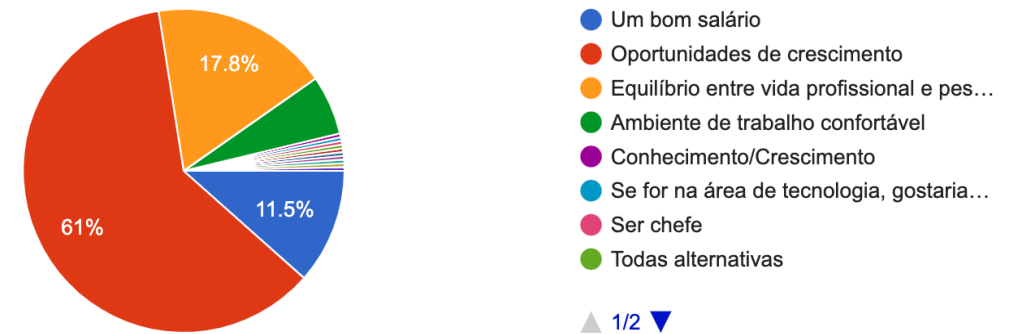 17.8%
11.5%
61%
Um bom salário
Oportunidades de crescimento
Equilíbrio entre vida profissional e pes…
Ambiente de trabalho confortável
Conhecimento/Crescimento
Se for na área de tecnologia, gostaria…
Ser chefe
Todas alternativas
1/2